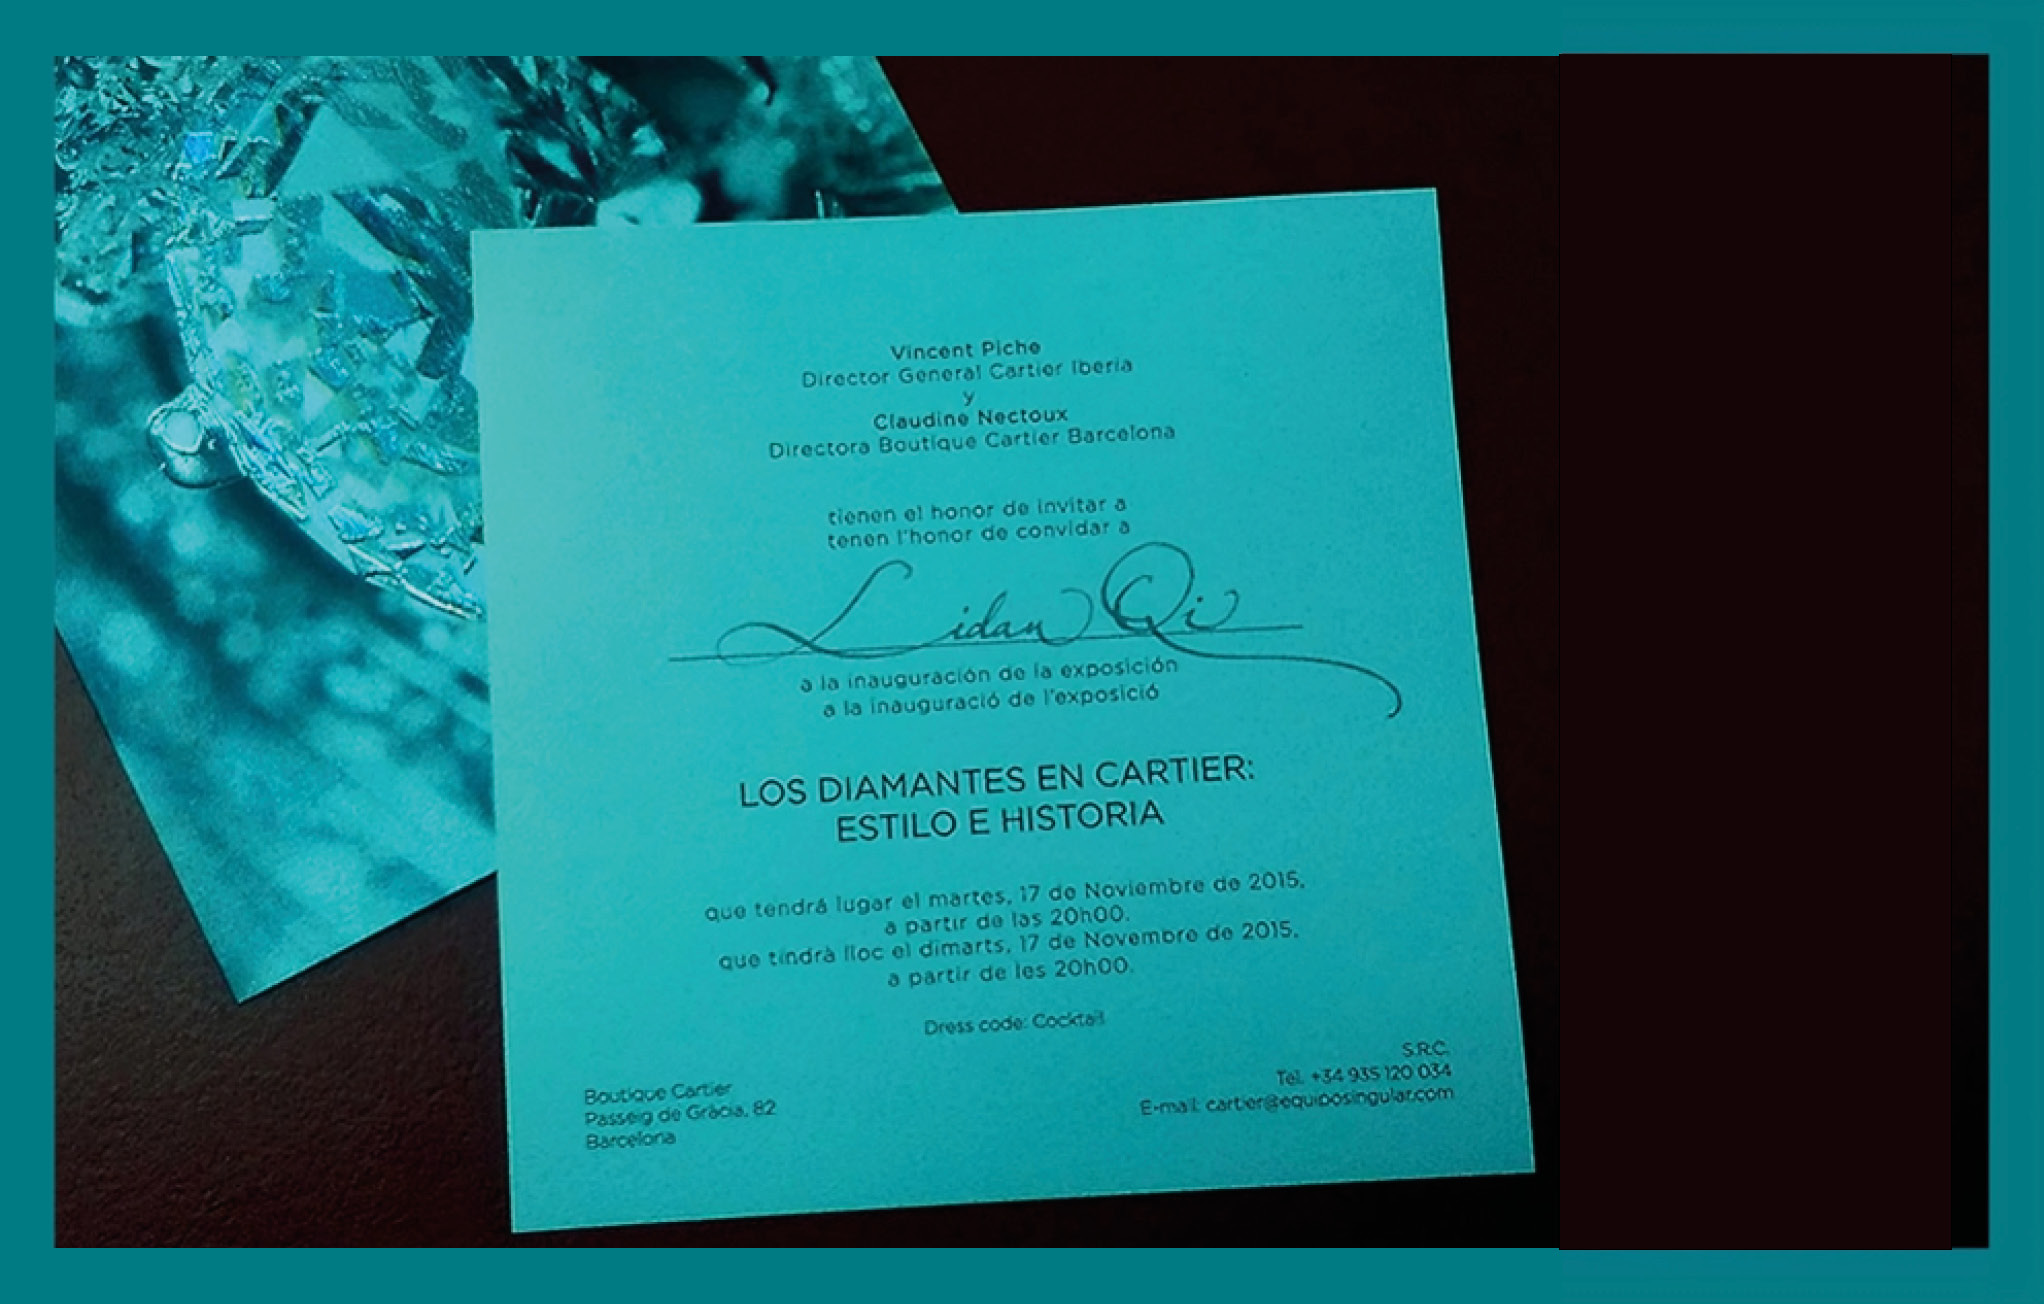 Vincent Piche
Director General Cartier Iberia
y
Claudine Nectoux
Directora Boutique Cartier Barcelona
tienen el honor de invitar a
tenen l'honor de convidar a
Lidan Qi
a la inauguración de la exposición
a la inauguració de l'exposició
LOS DIAMANTES EN CARTIER:
ESTILO E HISTORIA
que tendrá lugar el martes, 17 de Noviembre de 2015,
a partir de las 20h00.
que tindrà lloc el dimarts, 17 de Novembre de 2015,
a partir de les 20h00.
Dress code: Cocktail
Boutique Cartier
Passeig de Gràcia, 82
Barcelona
S.R.C.
Tel. +34 935 120 034
E-mail: cartier@equiposingular.com